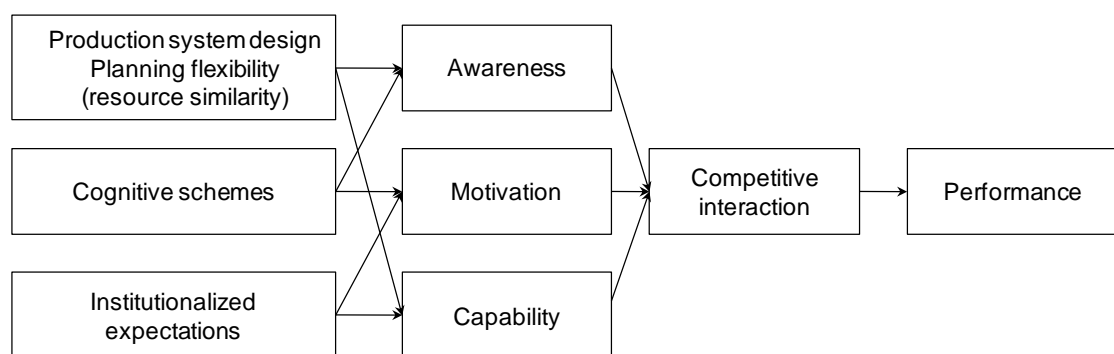 Production system design
Planning flexibility
(resource similarity)
Awareness
Cognitive schemes
Motivation
Competitive
interaction
Performance
Institutionalized
expectations
Capability